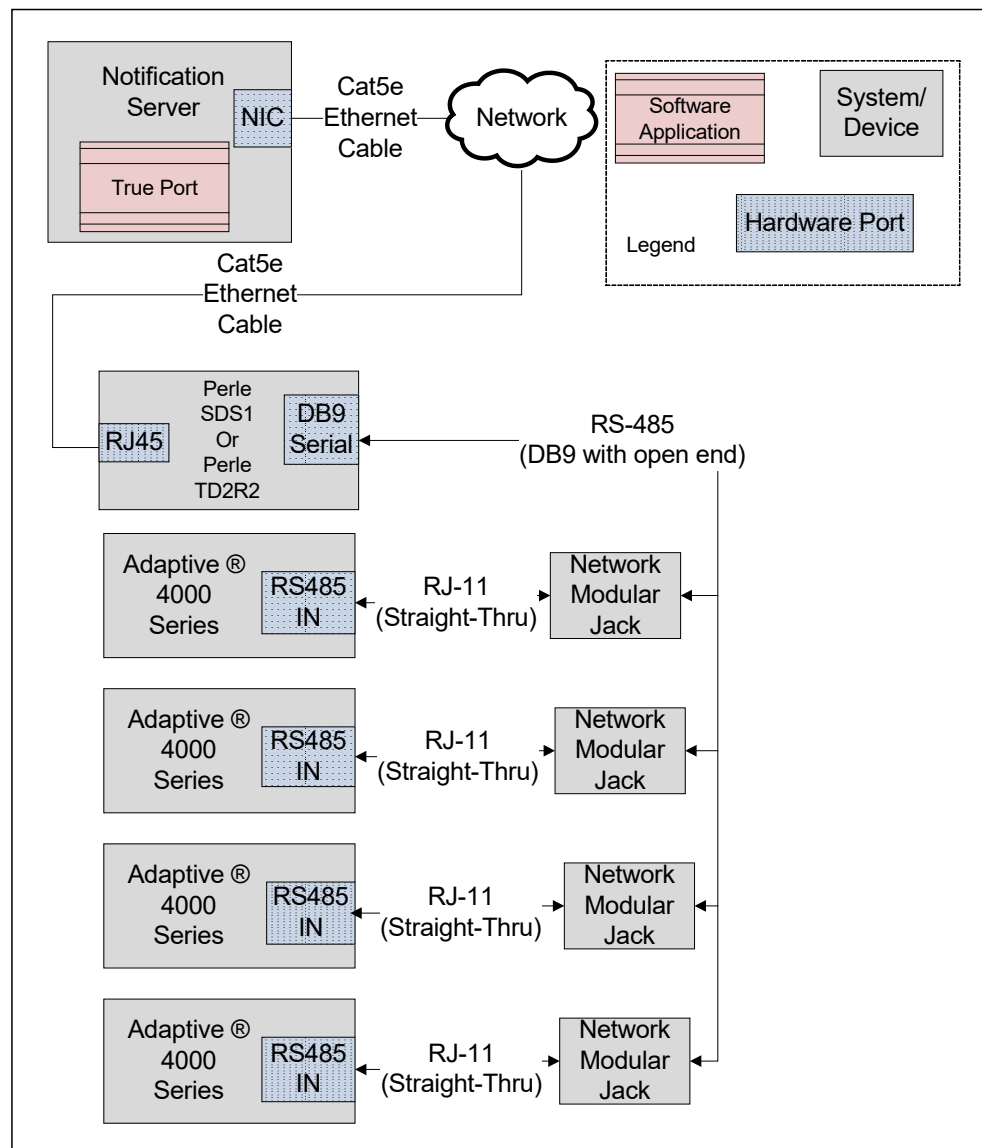 Notification
Server
NIC
True Port
Cat5e
Ethernet
Cable
Network
Software
Application
System/
Device
Hardware Port
Legend
Cat5e
Ethernet
Cable
RJ45
Perle
SDS1
Or
Perle
TD2R2
DB9
Serial
RS-485
(DB9 with open end)
Adaptive ®
4000
Series
RS485
IN
RJ-11
(Straight-Thru)
Network
Modular
Jack
Adaptive ®
4000
Series
RS485
IN
RJ-11
(Straight-Thru)
Network
Modular
Jack
Adaptive ®
4000
Series
RS485
IN
RJ-11
(Straight-Thru)
Network
Modular
Jack
Adaptive ®
4000
Series
RS485
IN
RJ-11
(Straight-Thru)
Network
Modular
Jack